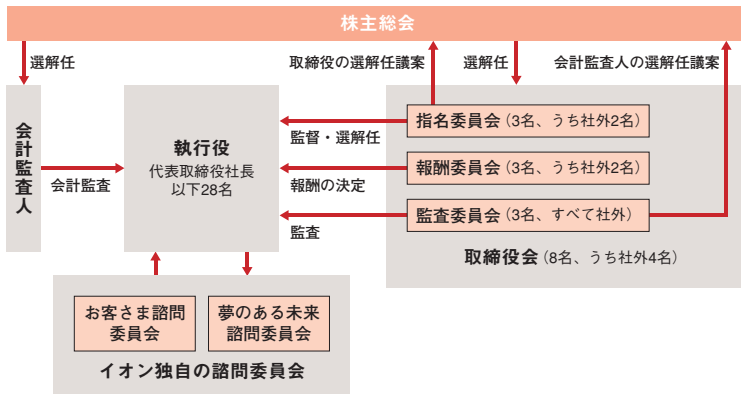 株主総会
選解任
取締役の選解任議案
選解任
会計監査人の選解任議案
会計監査人
会計監査
執行役
代表取締役社長
以下28名
監督・選解任
報酬の決定
監査
指名委員会（3名、うち社外2名）
報酬委員会（3名、うち社外2名）
監査委員会（3名、すべて社外）
取締役会（8名、うち社外4名）
お客さま諮問
委員会
夢のある未来
諮問委員会
イオン独自の諮問委員会